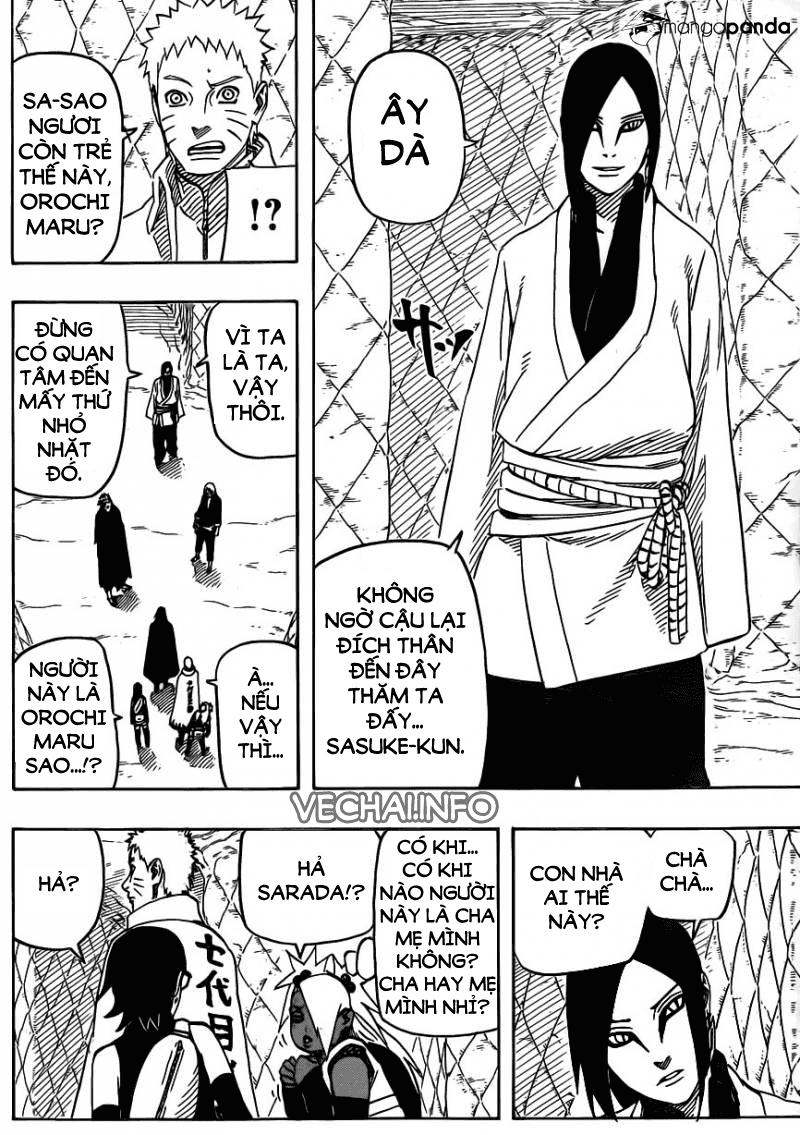 mangapanda
ÂY
DÀ
ザッ
KHÔNG
NGỜ CẬU LẠI
ĐÍCH THÂN
ĐẾN ĐÂY
THĂM TA
ĐẤY...
SASUKE-KUN.
SA-SAO
NGƯƠI
CÒN TRẺ
THẾ NÀY,
OROCHI
MARU?
!?
VÌ TA
LÀ TA,
VẬY
THÔI.
ĐỪNG
CÓ QUAN
TÂM ĐẾN
MẤY THỨ
NHỎ
NHẶT
ĐÓ.
À...
NẾU
VẬY
THÌ...
NGƯỜI
NÀY LÀ
OROCHI
MARU
SAO...!?
VECHAI.INFO
CHÀ
CHÀ...
CON NHÀ
AI THẾ
NÀY?
CÓ KHI...
CÓ KHI
NÀO NGƯỜI
NÀY LÀ CHA
MẸ MÌNH
KHÔNG?
CHA HAY MẸ
MÌNH NHỈ?
HẢ
SARADA!?
HẢ?
七代目